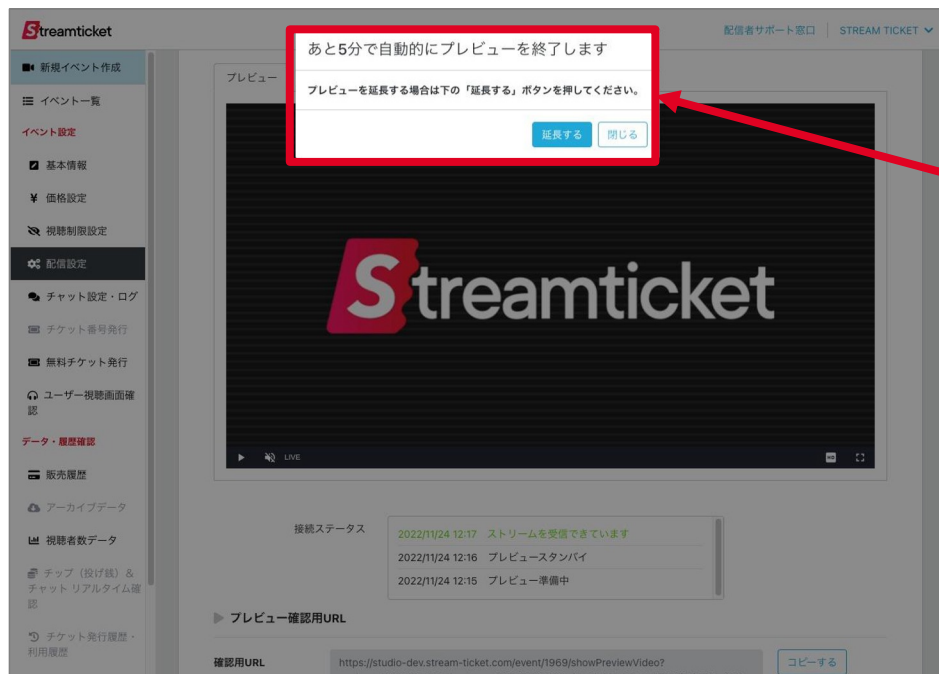 Streamticket
配信者サポート窓口
STREAM TICKET
新規イベント作成
イベント一覧
イベント設定
基本情報
価格設定
視聴制限設定
配信設定
チャット設定・ログ
チケット番号発行
無料チケット発行
ユーザー視聴画面確
認
データ・履歴確認
販売履歴
アーカイブデータ
視聴者数データ
チップ（投げ銭）&
チャット リアルタイム確
認
チケット発行履歴・
利用履歴
プレビュー
あと5分で自動的にプレビューを終了します
プレビューを延長する場合は下の「延長する」ボタンを押してください。
延長する
閉じる
Streamticket
LIVE
HD
接続ステータス
2022/11/24 12:17 ストリームを受信できています
2022/11/24 12:16 プレビュースタンバイ
2022/11/24 12:15 プレビュー準備中
プレビュー確認用URL
確認用URL
https://studio-dev.stream-ticket.com/event/1969/showPreviewVideo?
コピーする